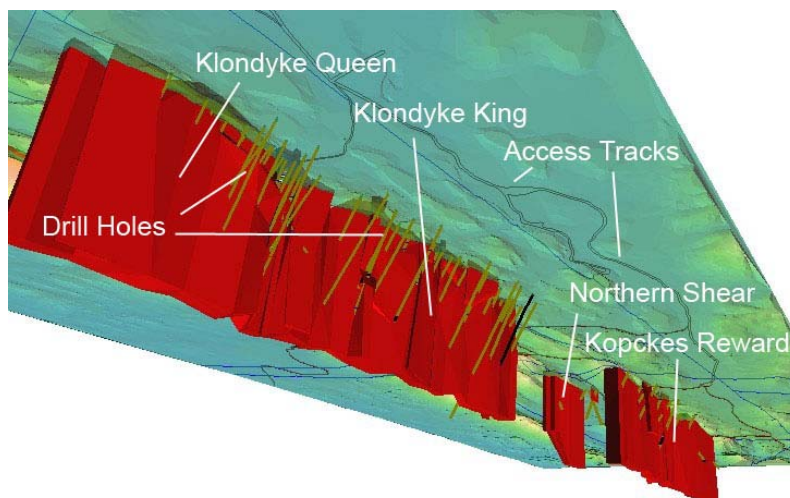 Klondyke Queen
Klondyke King
Access Tracks
Drill Holes
Northern Shear
Kopckes Reward